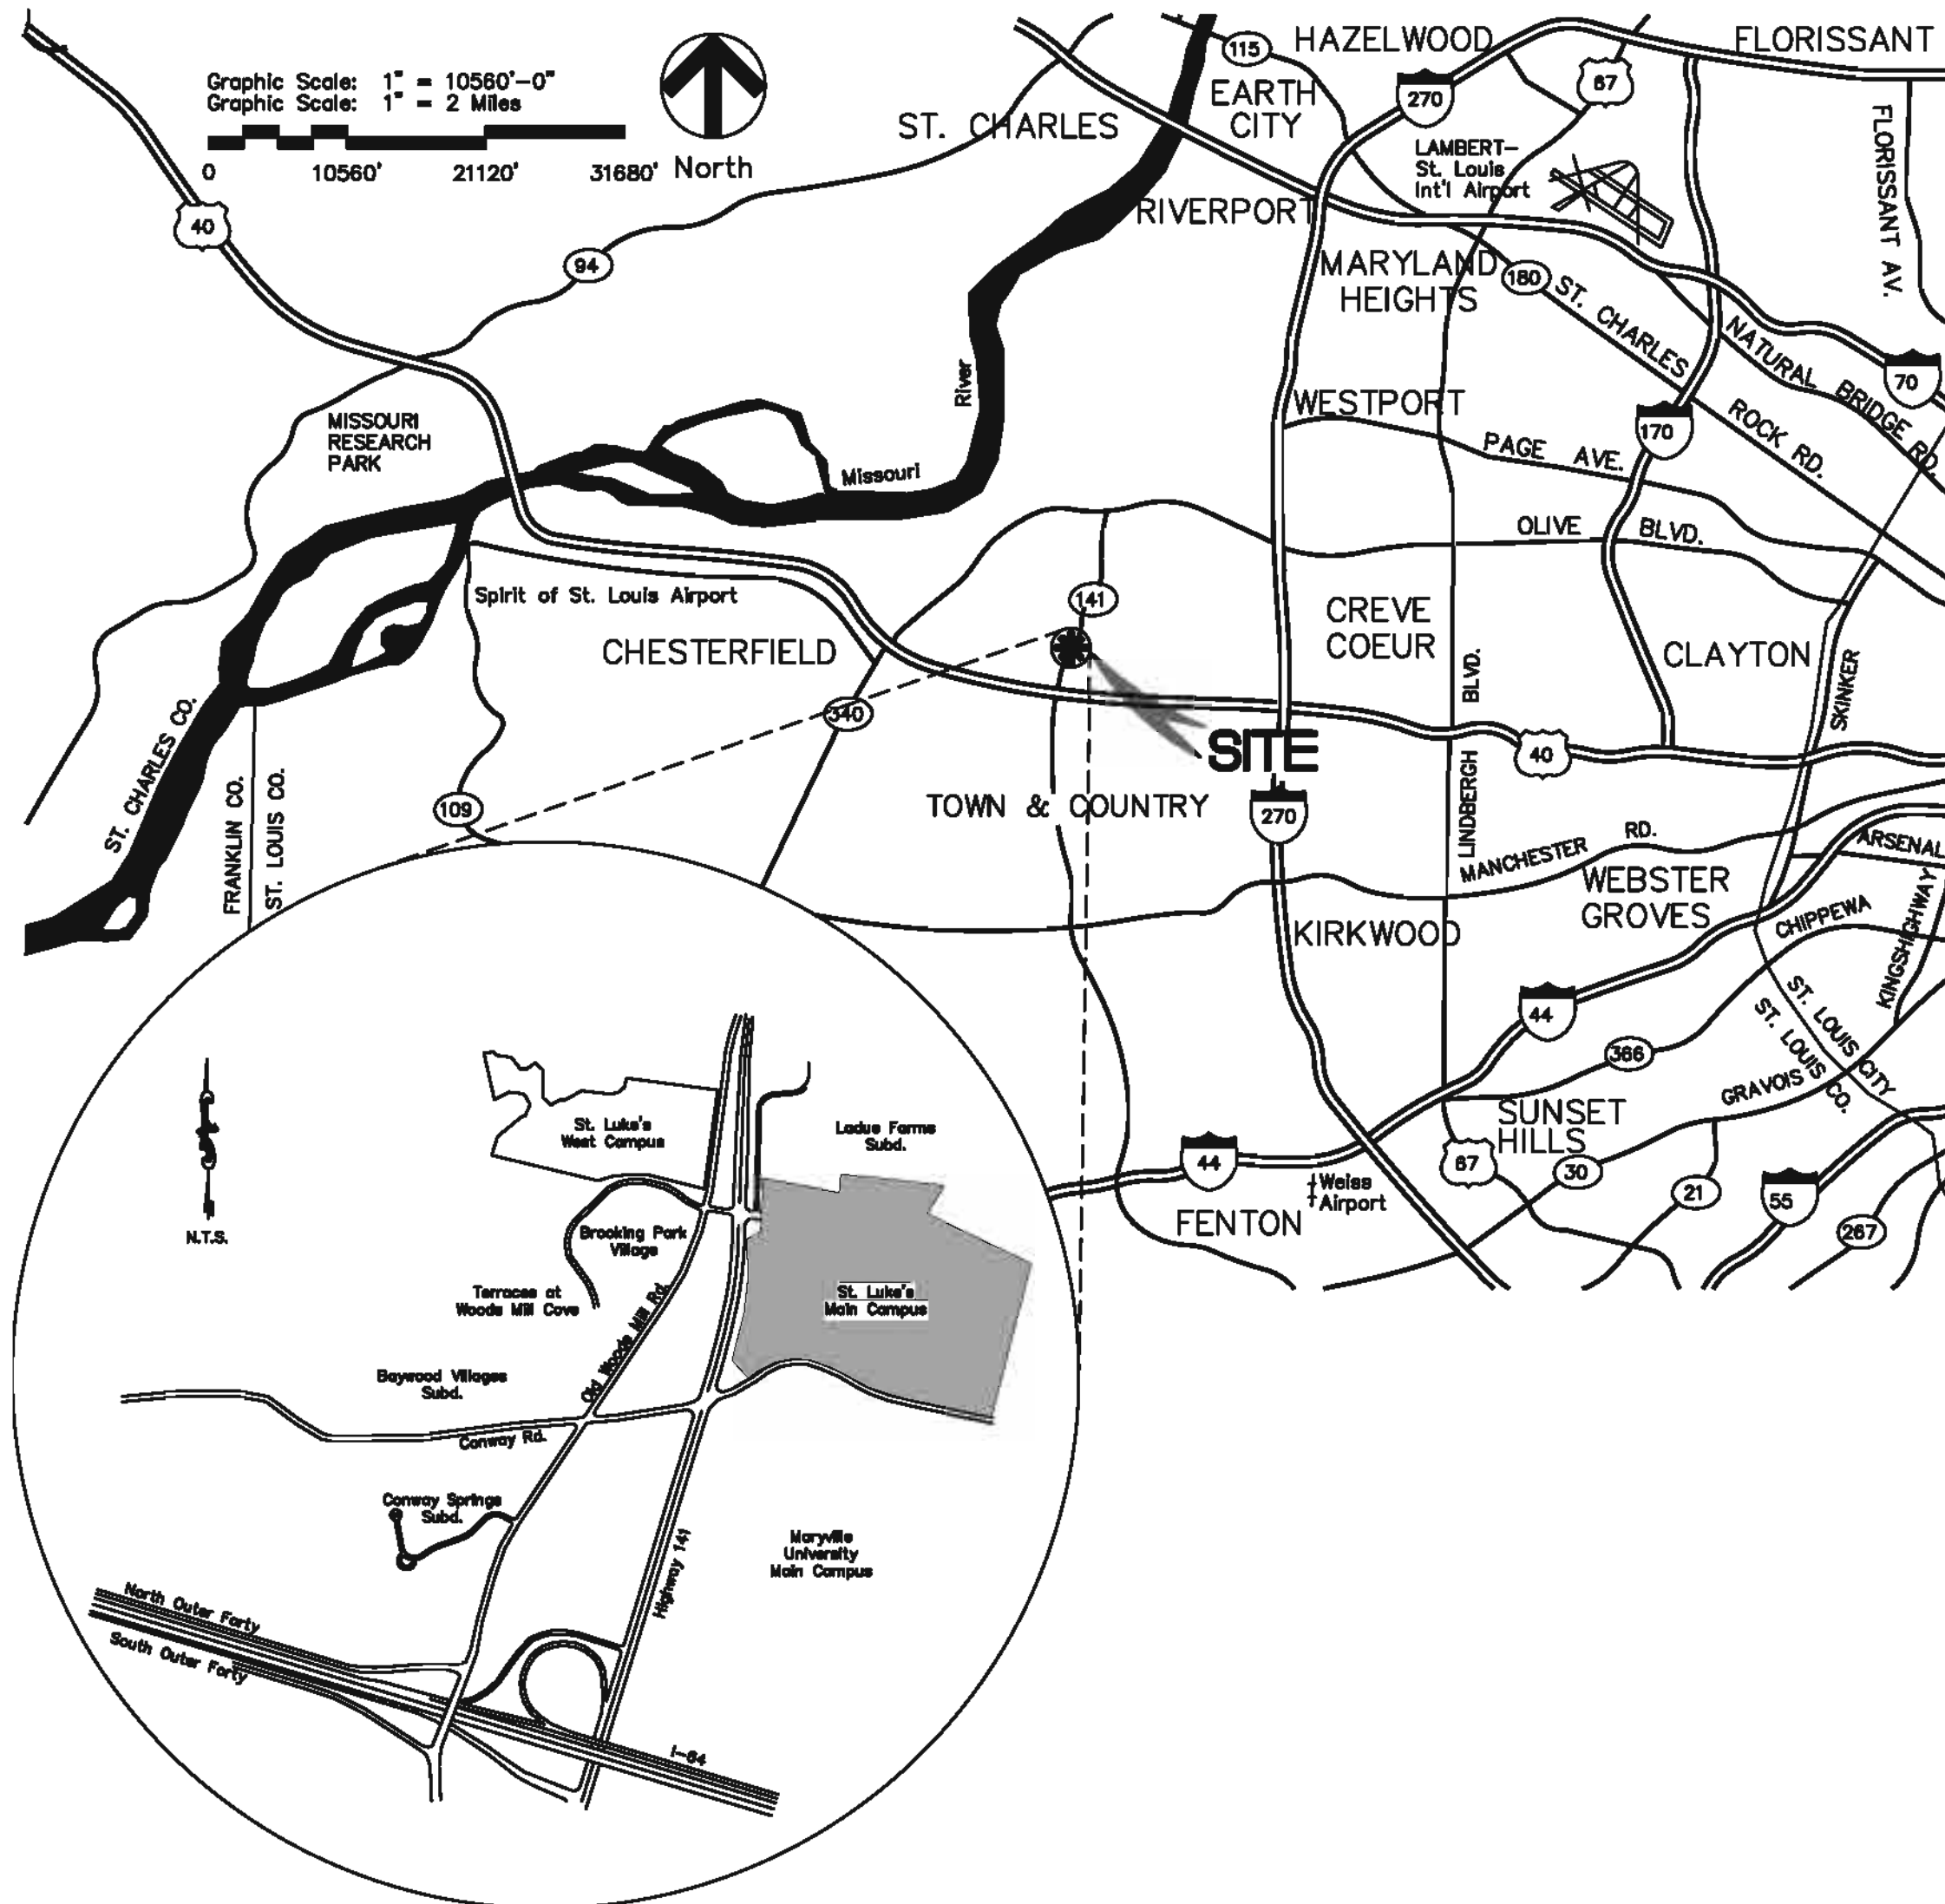 Graphic Scale: 1" = 10560'-0"
Graphic Scale: 1" = 2 Miles
0 10560' 21120' 31680'
North
115
HAZELWOOD
FLORISSANT
EARTH
CITY
270
67
ST. CHARLES
LAMBERT-
St. Louis
Int'l Airport
FLORISSANT AV.
40
94
RIVERPORT
MARYLAND
HEIGHTS
180
ST. CHARLES
ROCK RD.
NATURAL BRIDGE RD.
70
170
River
Missouri
MISSOURI
RESEARCH
PARK
WESTPORT
PAGE AVE.
OLIVE BLVD.
Spirit of St. Louis Airport
141
CHESTERFIELD
CREVE
COEUR
CLAYTON
SKINKER
340
SITE
LINDBERGH BLVD.
40
ST. CHARLES CO.
FRANKLIN CO.
ST. LOUIS CO.
109
TOWN & COUNTRY
270
MANCHESTER RD.
ARSENAL
WEBSTER
GROVES
KIRKWOOD
CHIPPEWA
KINGSHIGHWAY
44
ST. LOUIS CITY
ST. LOUIS CO.
366
GRAVOIS
SUNSET
HILLS
44
67
30
21
55
267
Weiss
Airport
FENTON
N.T.S.
St. Luke's
West Campus
Ladue Farms
Subd.
Brooking Park
Village
Terraces at
Woods Mill Cove
St. Luke's
Main Campus
Old Woods Mill Rd.
Baywood Villages
Subd.
Conway Rd.
Conway Springs
Subd.
Highway 141
Maryville
University
Main Campus
North Outer Forty
South Outer Forty
I-64